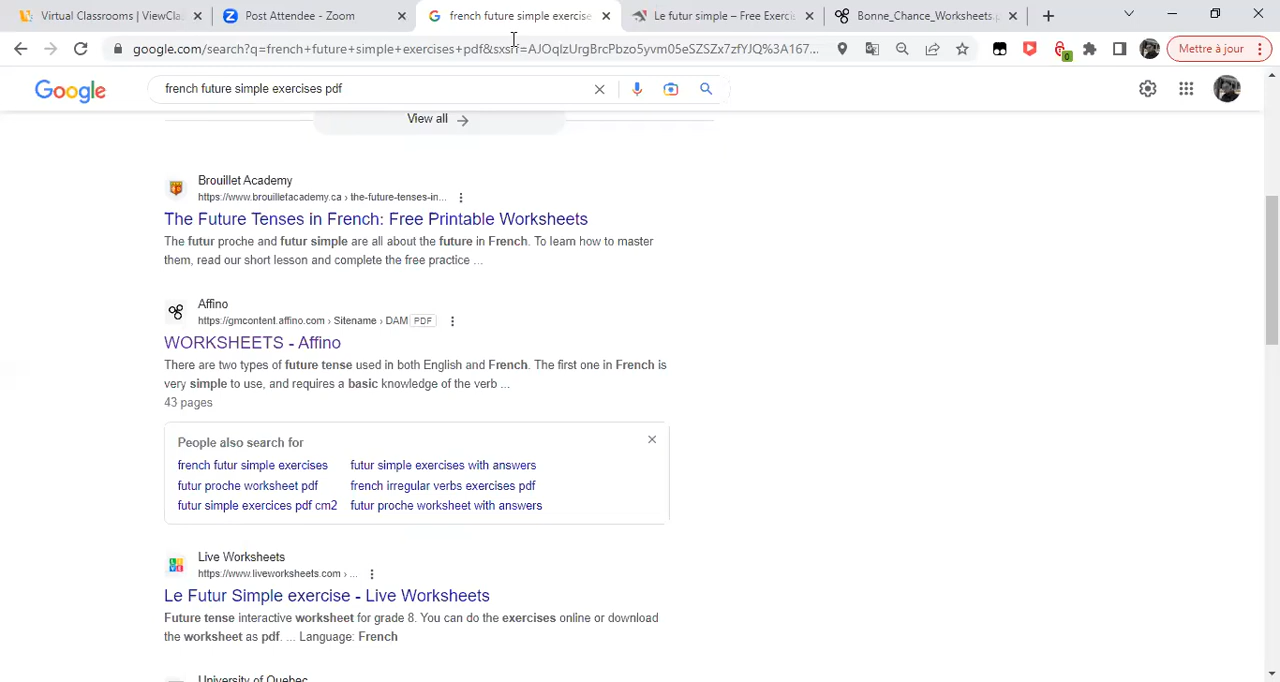 Virtual Classrooms | ViewCla
Post Attendee - Zoom
french future simple exercise
Le futur simple – Free Exerci
Bonne_Chance_Worksheets.p
google.com/search?q=french+future+simple+exercises+pdf&sxsrf=AJOqlzUrgBrcPbzo5yvm05eSZSZx7zfYJQ%3A167...
0
Mettre à jour
Google
french future simple exercises pdf
View all
Brouillet Academy
https://www.brouilletacademy.ca › the-future-tenses-in...
The Future Tenses in French: Free Printable Worksheets
The futur proche and futur simple are all about the future in French. To learn how to master
them, read our short lesson and complete the free practice ...
Affino
https://gmcontent.affino.com › Sitename › DAM PDF
WORKSHEETS - Affino
There are two types of future tense used in both English and French. The first one in French is
very simple to use, and requires a basic knowledge of the verb ...
43 pages
People also search for
french futur simple exercises
futur simple exercises with answers
futur proche worksheet pdf
french irregular verbs exercises pdf
futur simple exercices pdf cm2
futur proche worksheet with answers
LIVE
Live Worksheets
https://www.liveworksheets.com › ...
Le Futur Simple exercise - Live Worksheets
Future tense interactive worksheet for grade 8. You can do the exercises online or download
the worksheet as pdf. ... Language: French
University of Quebec